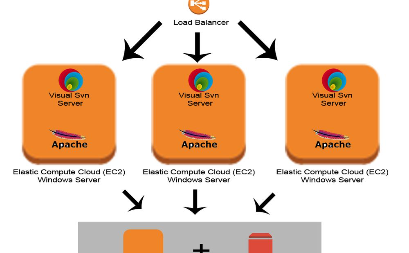 Load Balancer
Visual Svn Visual Svn Visual Svn
Server Server Server
Apache Apache Apache
Elastic Compute Cloud (EC2) Elastic Compute Cloud (EC2) Elastic Compute Cloud (EC2)
Windows Server Windows Server Windows Server
+